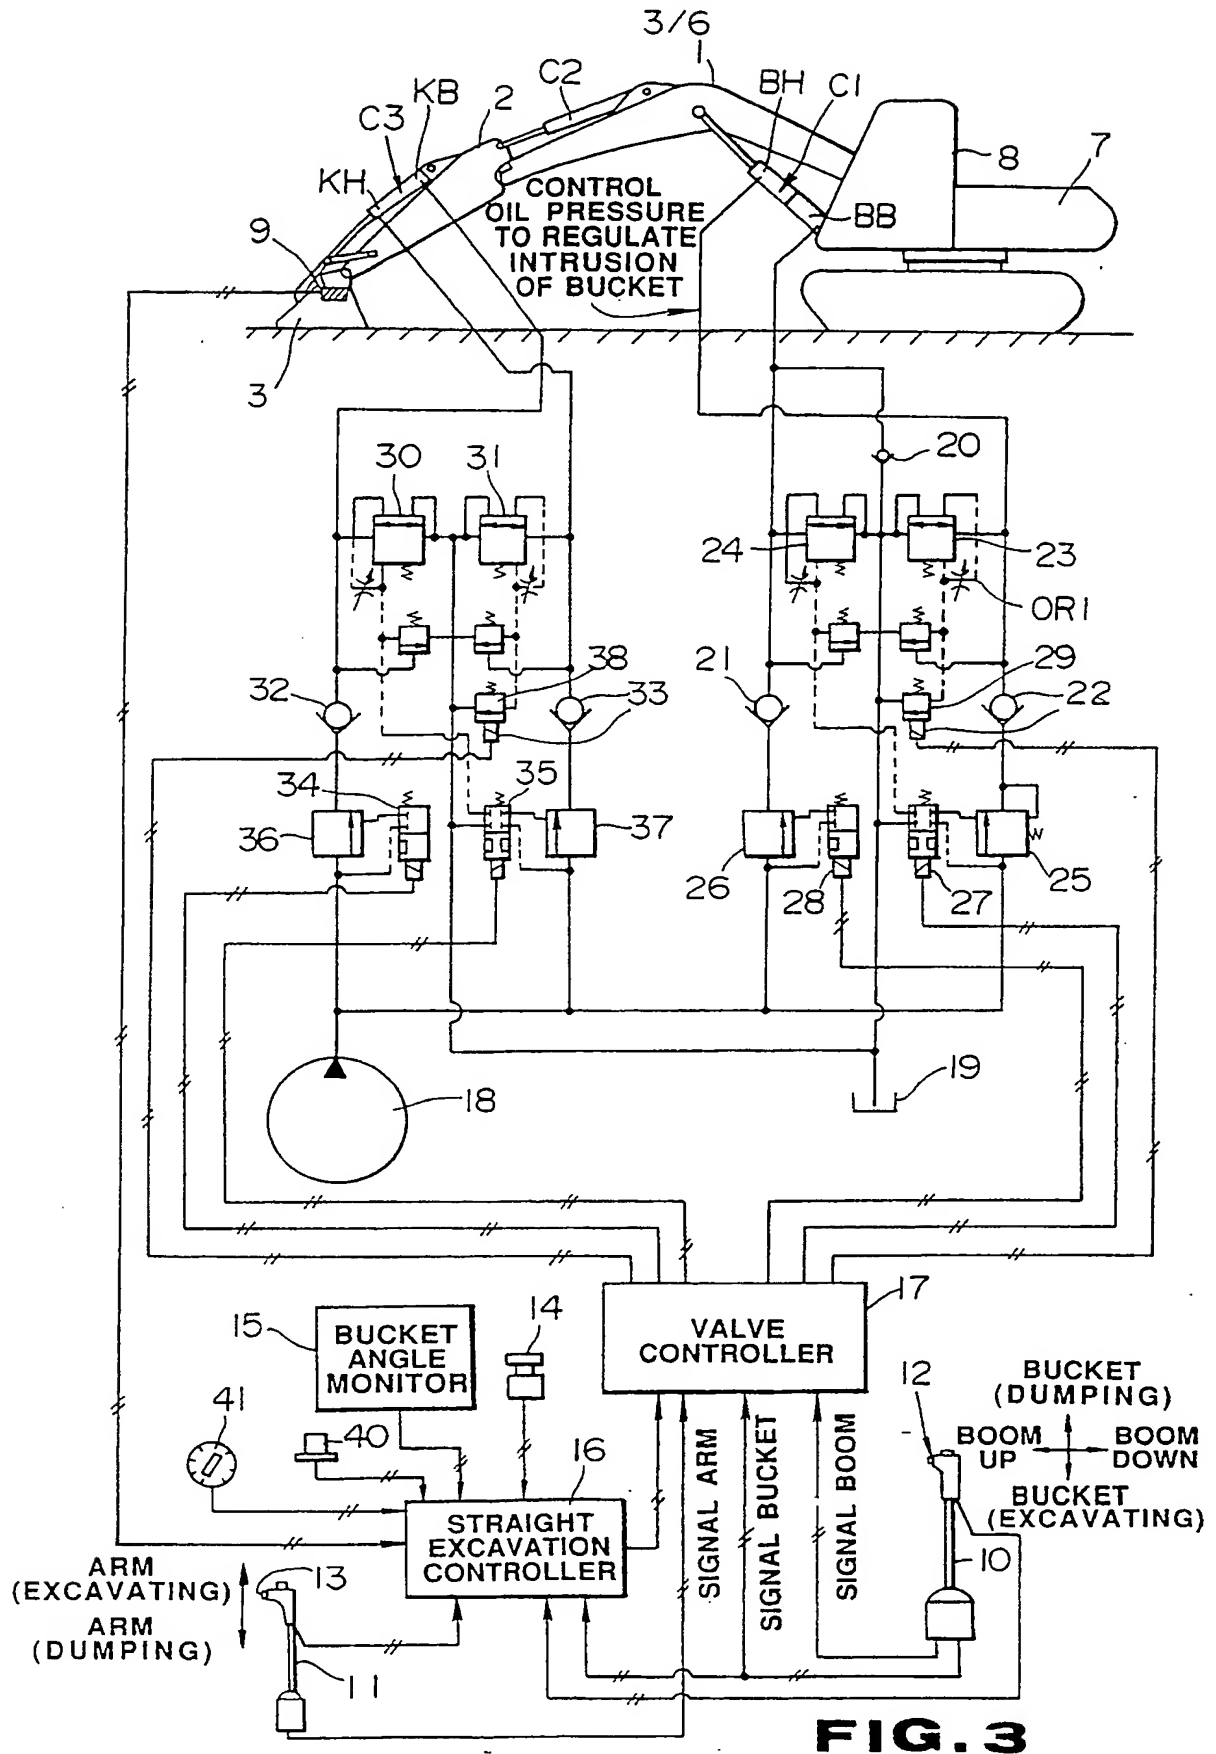 3/6
1
BH
C1
C2
KB
2
C3
KH
8
7
BB
9
CONTROL
OIL PRESSURE
TO REGULATE
INTRUSION
OF BUCKET
3
30
31
20
24
23
OR1
38
29
32
33
21
22
34
35
36
37
26
28
27
25
18
19
17
VALVE
CONTROLLER
15
BUCKET
ANGLE
MONITOR
14
41
40
16
STRAIGHT
EXCAVATION
CONTROLLER
SIGNAL ARM
SIGNAL BUCKET
SIGNAL BOOM
12
BUCKET
(DUMPING)
BOOM
UP
BOOM
DOWN
BUCKET
(EXCAVATING)
10
ARM
(EXCAVATING)
13
ARM
(DUMPING)
11
FIG. 3